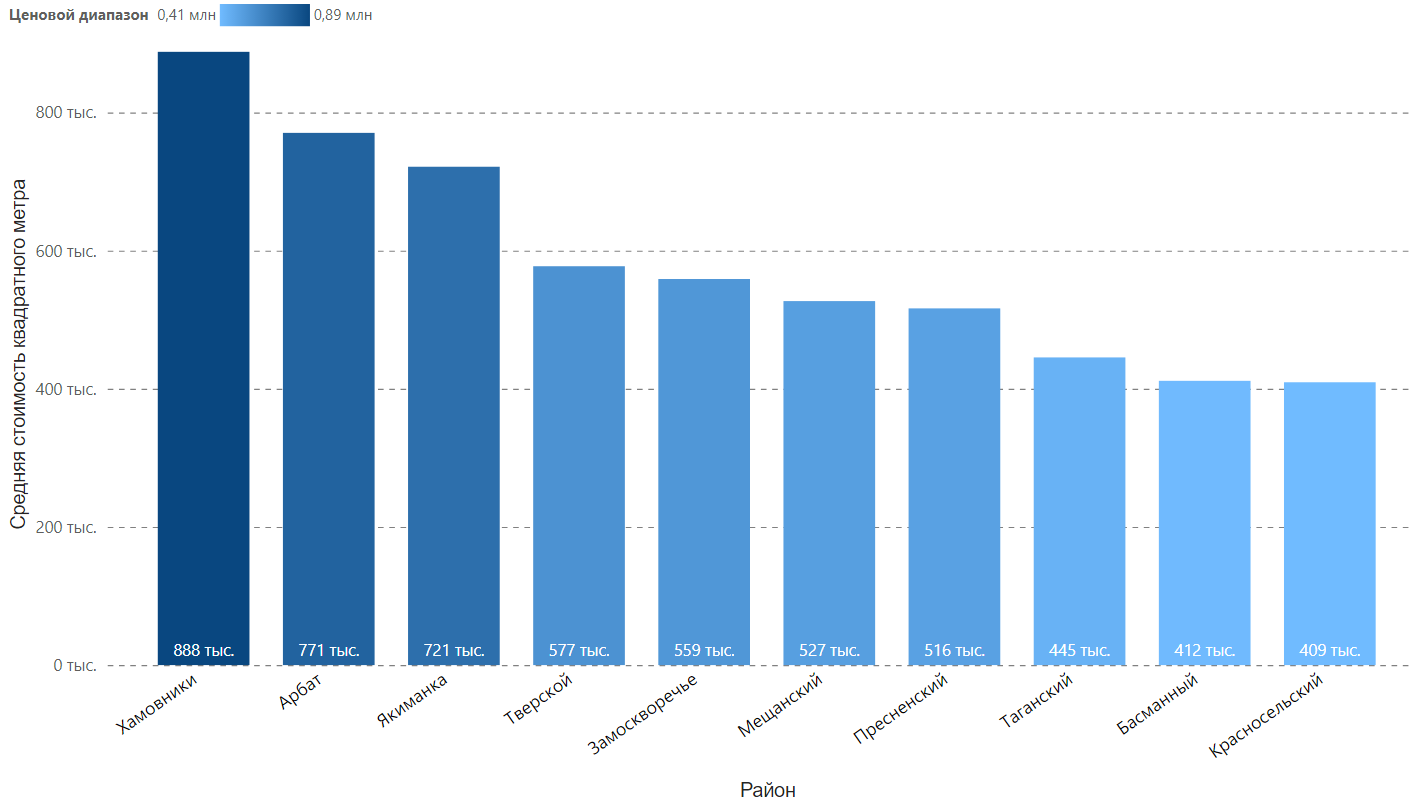 Ценовой диапазон 0,41 млн 0,89 млн
Средняя стоимость квадратного метра
800 тыс.
600 тыс.
400 тыс.
200 тыс.
0 тыс.
888 тыс. 771 тыс. 721 тыс. 577 тыс. 559 тыс. 527 тыс. 516 тыс. 445 тыс. 412 тыс. 409 тыс.
Хамовники Арбат Якиманка Тверской Замоскворечье Мещанский Пресненский Таганский Басманный Красносельский
Район